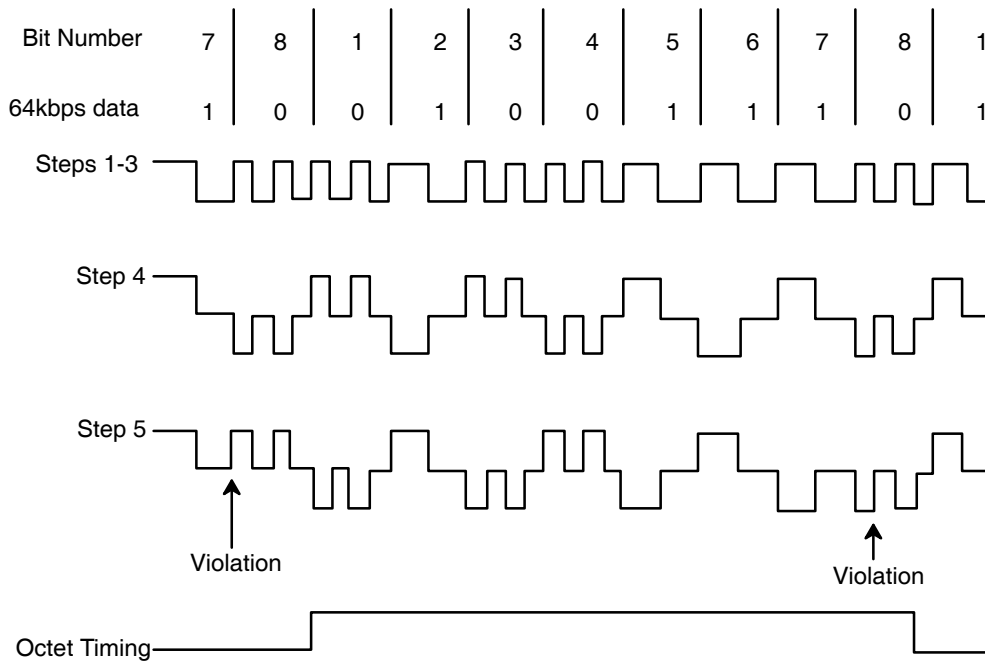 Bit Number 7 8 1 2 3 4 5 6 7 8 1
64kbps data 1 0 0 1 0 0 1 1 1 0 1
Steps 1-3
Step 4
Step 5
Violation
Violation
Octet Timing